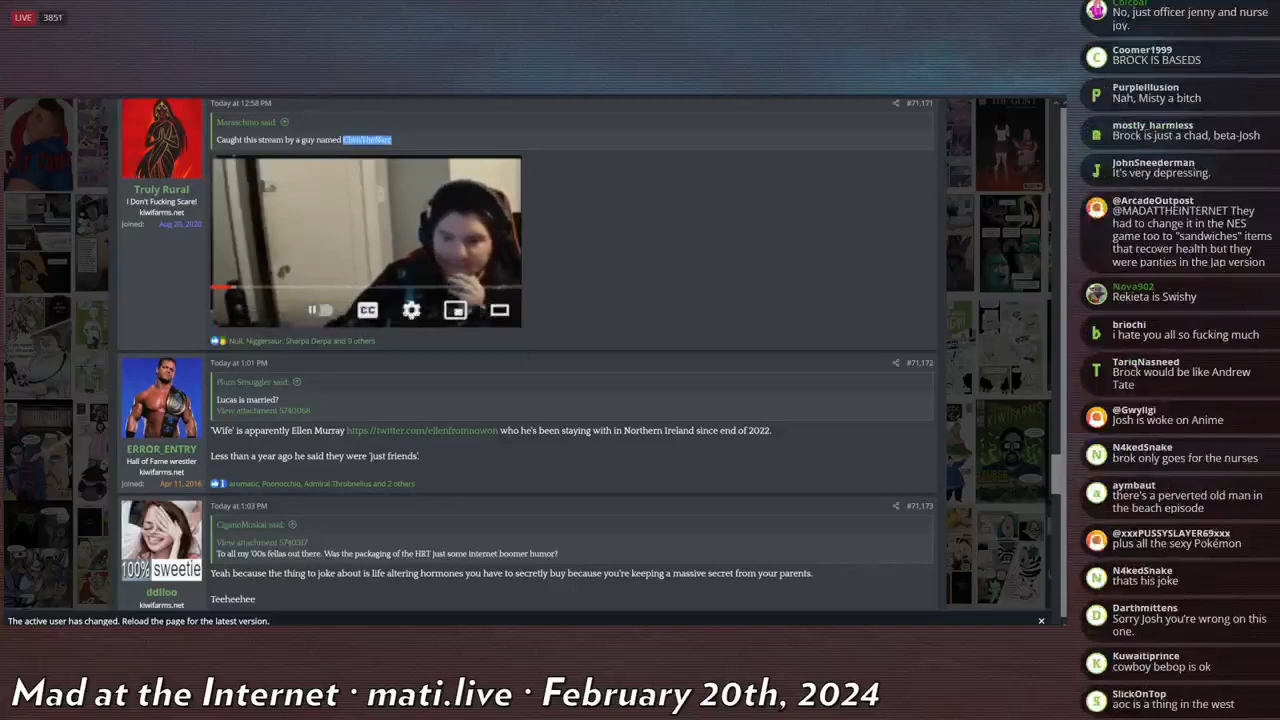 LIVE 3851
Today at 12:58 PM
#71,171
Maraschino said:
Caught this stream by a guy named
Truly Rural
I Don't Fucking Scare!
kiwifarms.net
Joined: Aug 20, 2020
CC
Null, Niggersaur, Sherpa Derpa and 9 others
Today at 1:01 PM
#71,172
Plum Smuggler said:
Lucas is married?
View attachment 5740068
'Wife' is apparently Ellen Murray https://twitter.com/ellenfromnowon who he's been staying with in Northern Ireland since end of 2022.
Less than a year ago he said they were 'just friends'.
ERROR_ENTRY
Hall of Fame wrestler
kiwifarms.net
Joined: Apr 11, 2016
aromatic, Poonocchio, Admiral Throbnelius and 2 others
Today at 1:03 PM
#71,173
CiganoMoskal said:
View attachment 5740317
To all my '00s fellas out there. Was the packaging of the HRT just some internet boomer humor?
Yeah because the thing to joke about is life altering hormones you have to secretly buy because you're keeping a massive secret from your parents.
Teeheehee
100% sweetie
ddlloo
kiwifarms.net
The active user has changed. Reload the page for the latest version.
Mad at the Internet · mati.live · February 20th, 2024
No, just officer jenny and nurse
joy.
Coomer1999
BROCK IS BASEDS
PurpleIllusion
Nah, Misty a bitch
mostly_harmless
Brock is just a chad, beta-Josh
JohnSneederman
It's very depressing.
@ArcadeOutpost
@MADATTHEINTERNET They
had to change it in the NES
game too to "sandwiches" items
that recover health but they
were panties in the Jap version
Nova902
Rekieta is Swishy
briochi
i hate you all so fucking much
TariqNasneed
Brock would be like Andrew
Tate
@Gwyligi
Josh is woke on Anime
N4kedSnake
brok only goes for the nurses
aymbaut
there's a perverted old man in
the beach episode
@xxxPUSSYSLAYER69xxx
plus all the sexy Pokémon
N4kedSnake
thats his joke
Darthmittens
Sorry Josh you're wrong on this
one.
Kuwaitiprince
cowboy bebop is ok
SlickOnTop
aoc is a thing in the west